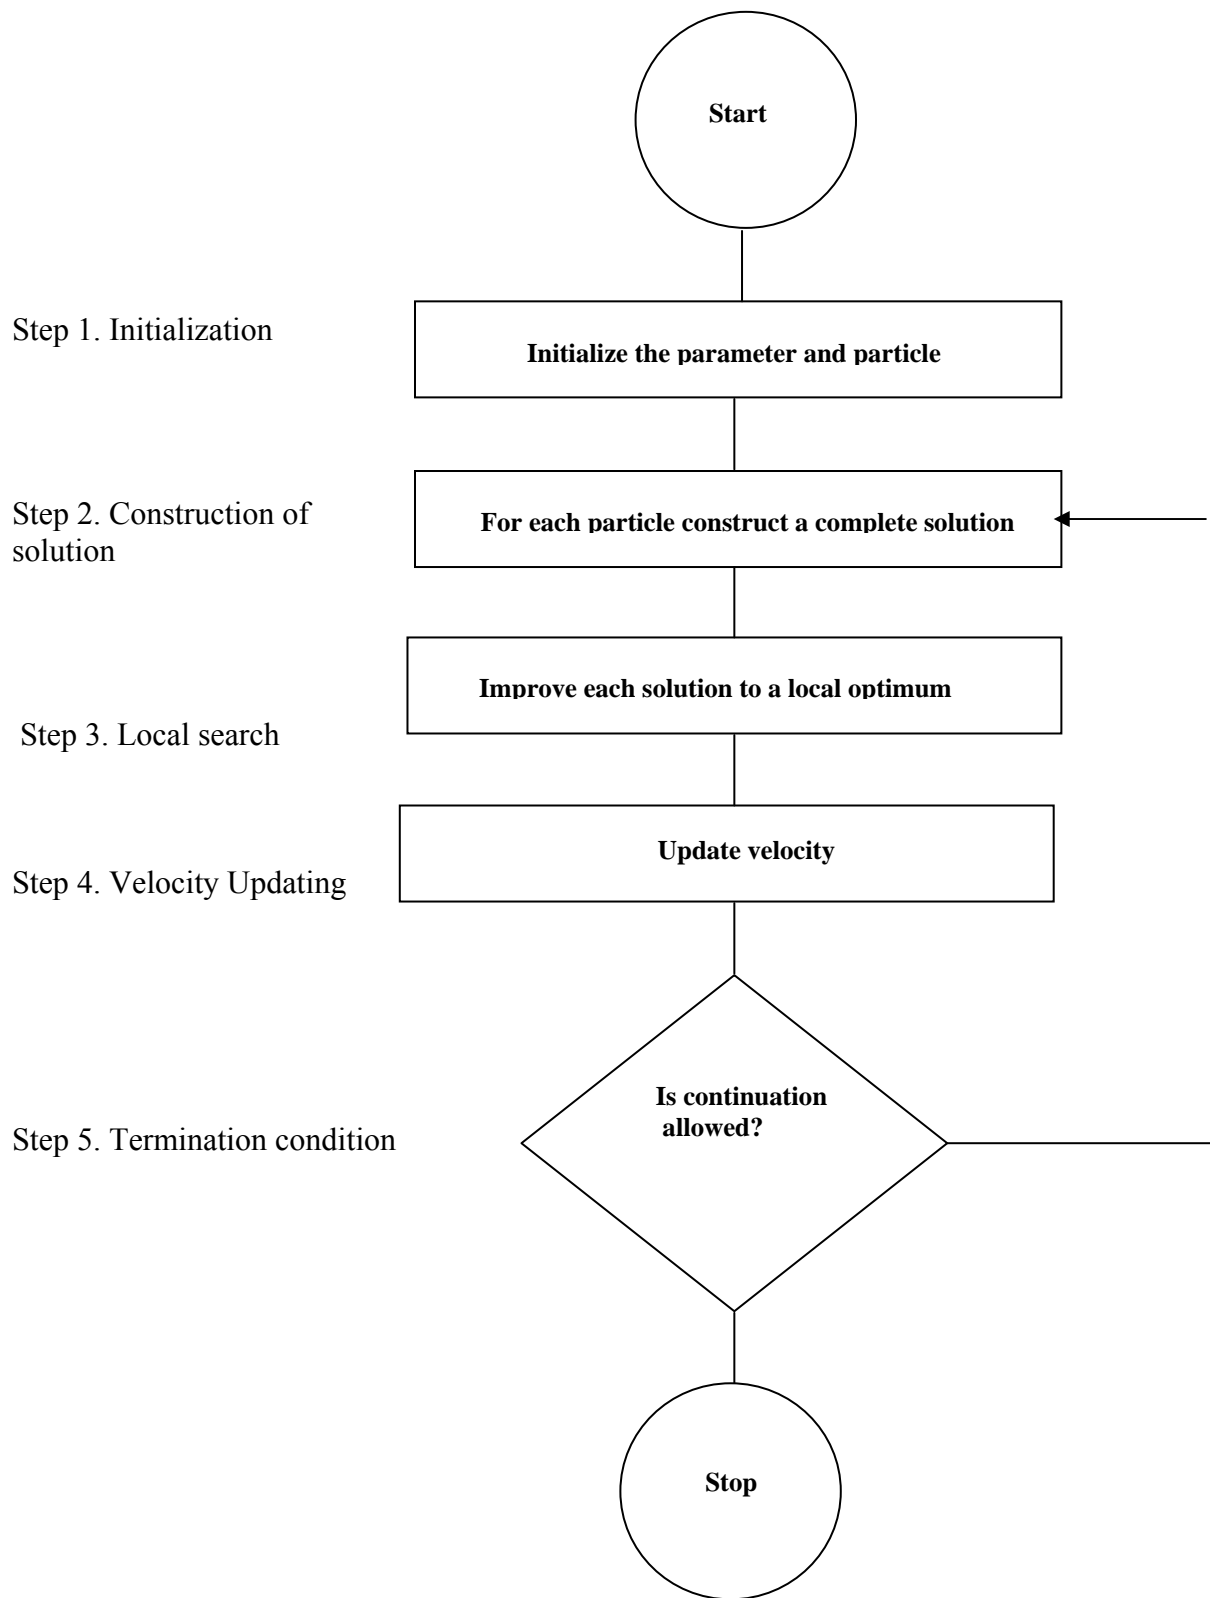 Start
Step 1. Initialization
Initialize the parameter and particle
Step 2. Construction of
solution
For each particle construct a complete solution
Improve each solution to a local optimum
Step 3. Local search
Update velocity
Step 4. Velocity Updating
Is continuation
allowed?
Step 5. Termination condition
Stop